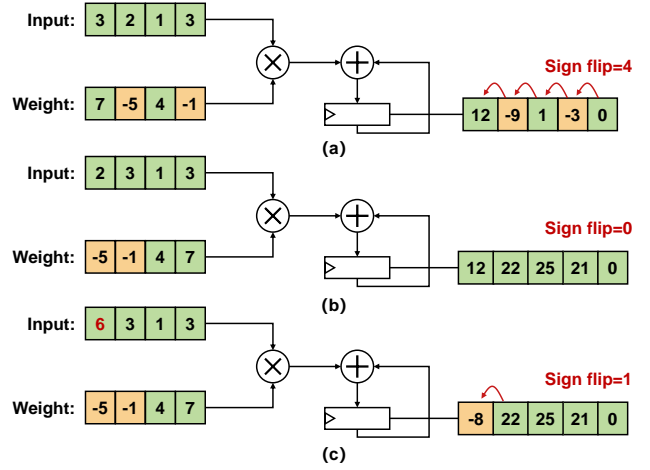 Input: 3 2 1 3
Sign flip=4
Weight: 7 -5 4 -1
12 -9 1 -3 0
(a)
Input: 2 3 1 3
Sign flip=0
Weight: -5 -1 4 7
12 22 25 21 0
(b)
Input: 6 3 1 3
Sign flip=1
Weight: -5 -1 4 7
-8 22 25 21 0
(c)